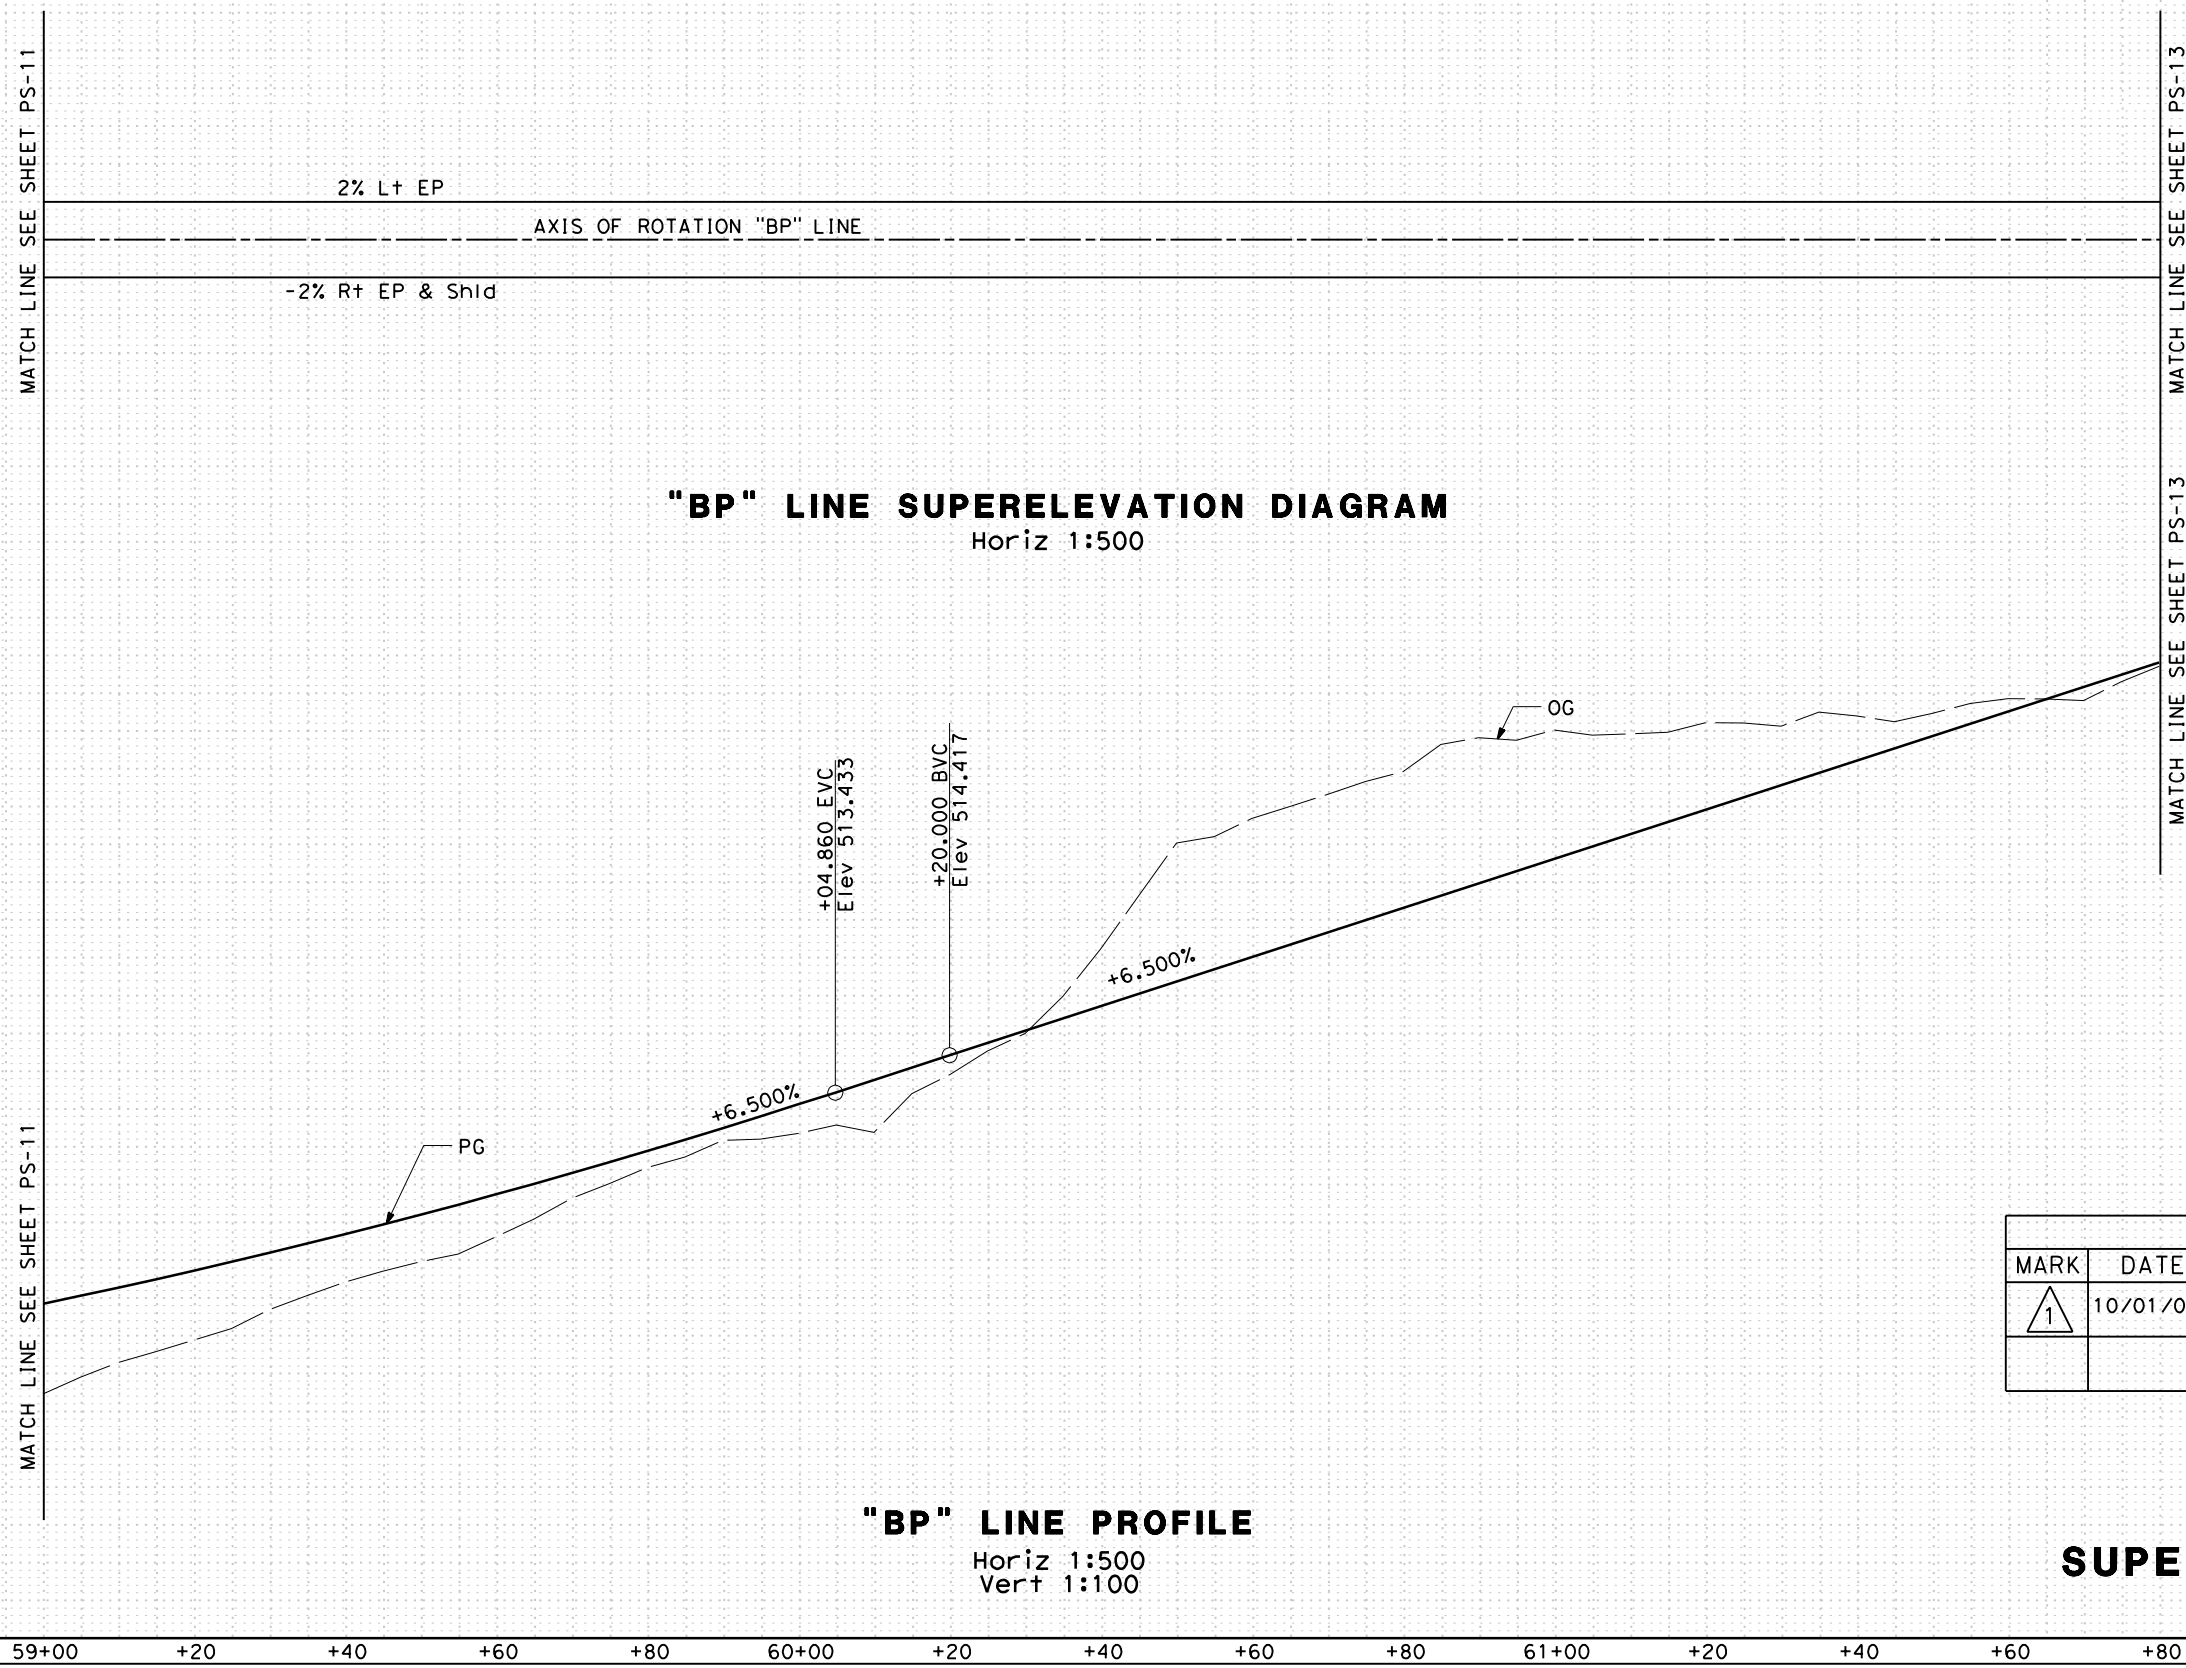 MATCH LINE SEE SHEET PS-11
MATCH LINE SEE SHEET PS-13
2% Lt EP
AXIS OF ROTATION "BP" LINE
-2% Rt EP & Shld
"BP" LINE SUPERELEVATION DIAGRAM
Horiz 1:500
MATCH LINE SEE SHEET PS-13
OG
+04.860 EVC
Elev 513.433
+20.000 BVC
Elev 514.417
+6.500%
+6.500%
PG
MATCH LINE SEE SHEET PS-11
MARK DATE
1 10/01/0
"BP" LINE PROFILE
Horiz 1:500
Vert 1:100
SUPE
59+00 +20 +40 +60 +80 60+00 +20 +40 +60 +80 61+00 +20 +40 +60 +80